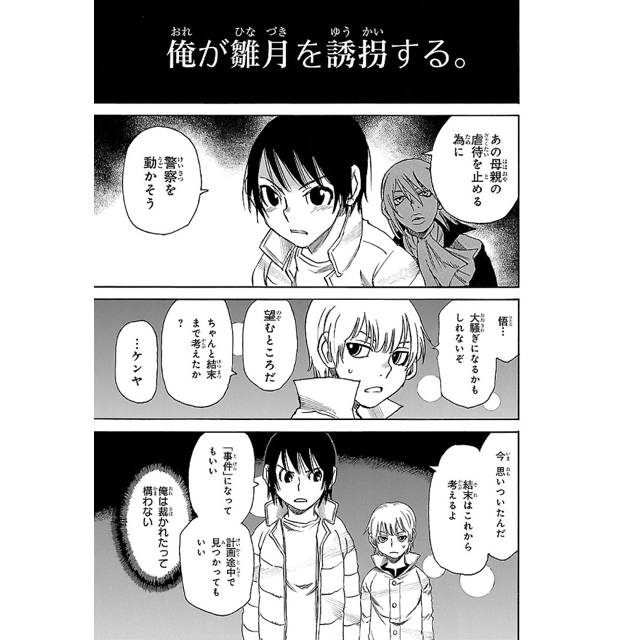 俺が雛月を誘拐する。
あの母親の
虐待を止める
為に
警察を
動かそう
悟…
大騒ぎになるかも
しれないぞ
望むところだ
ちゃんと結末
まで考えたか
?
…ケンヤ
今 思いついたんだ
結末はこれから
考えるよ
「事件」になって
もいい
計画途中で
見つかっても
いい
俺は裁かれたって
構わない